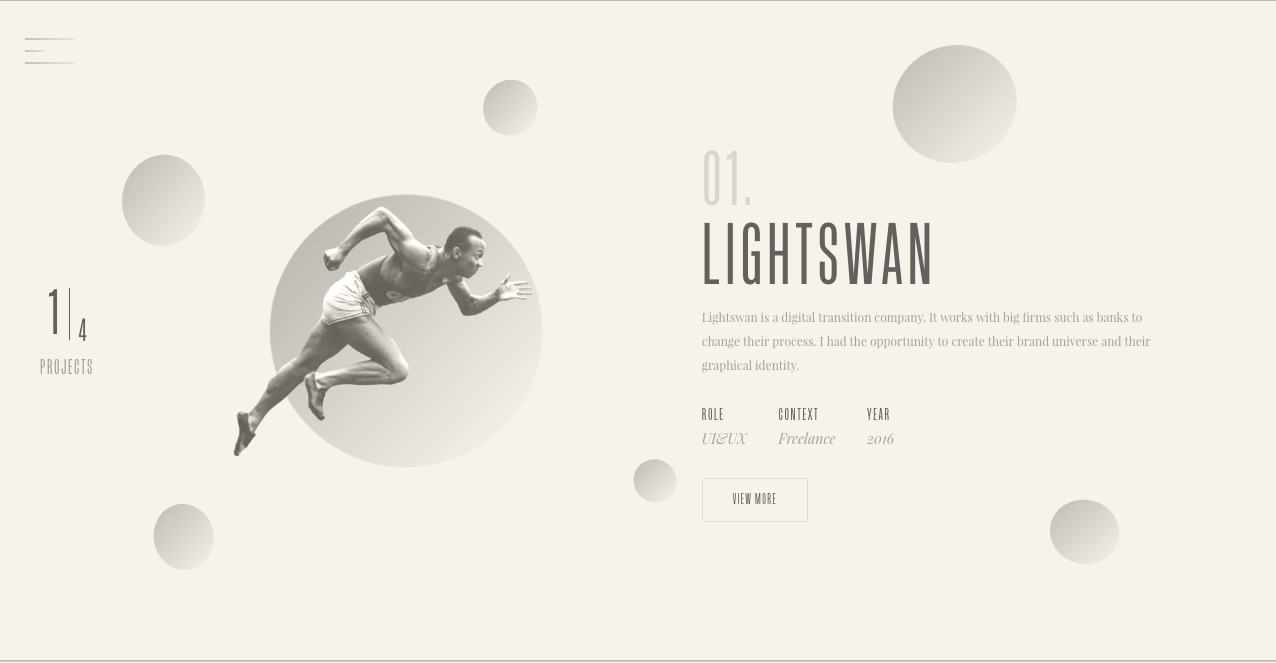 1
4
PROJECTS
01.
LIGHTSWAN
Lightswan is a digital transition company. It works with big firms such as banks to
change their process. I had the opportunity to create their brand universe and their
graphical identity.
ROLE CONTEXT YEAR
UI&UX Freelance 2016
VIEW MORE